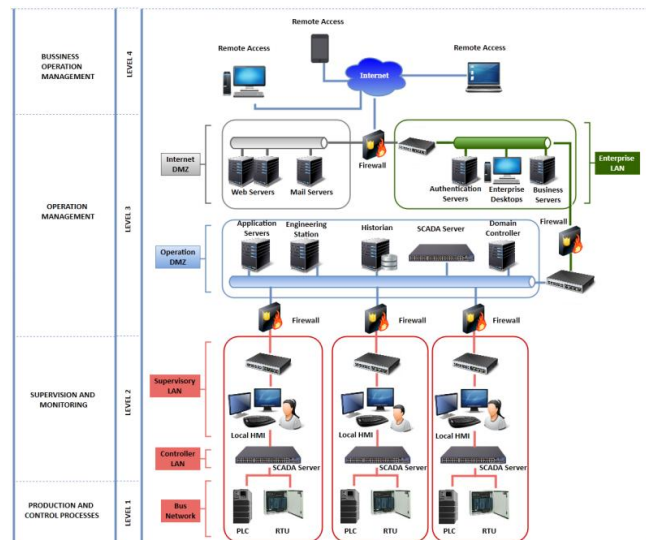 Remote Access
BUSSINESS
OPERATION
MANAGEMENT
LEVEL 4
Remote Access
Remote Access
Internet
Internet
DMZ
Web Servers
Mail Servers
Firewall
Authentication
Servers
Enterprise
Desktops
Business
Servers
Enterprise
LAN
OPERATION
MANAGEMENT
LEVEL 3
Application
Servers
Engineering
Station
Historian
SCADA Server
Domain
Controller
Firewall
Operation
DMZ
Firewall
Firewall
Firewall
SUPERVISION AND
MONITORING
LEVEL 2
Supervisory
LAN
Local HMI
Local HMI
Local HMI
Controller
LAN
SCADA Server
SCADA Server
SCADA Server
PRODUCTION AND
CONTROL PROCESSES
LEVEL 1
Bus
Network
PLC
RTU
PLC
RTU
PLC
RTU